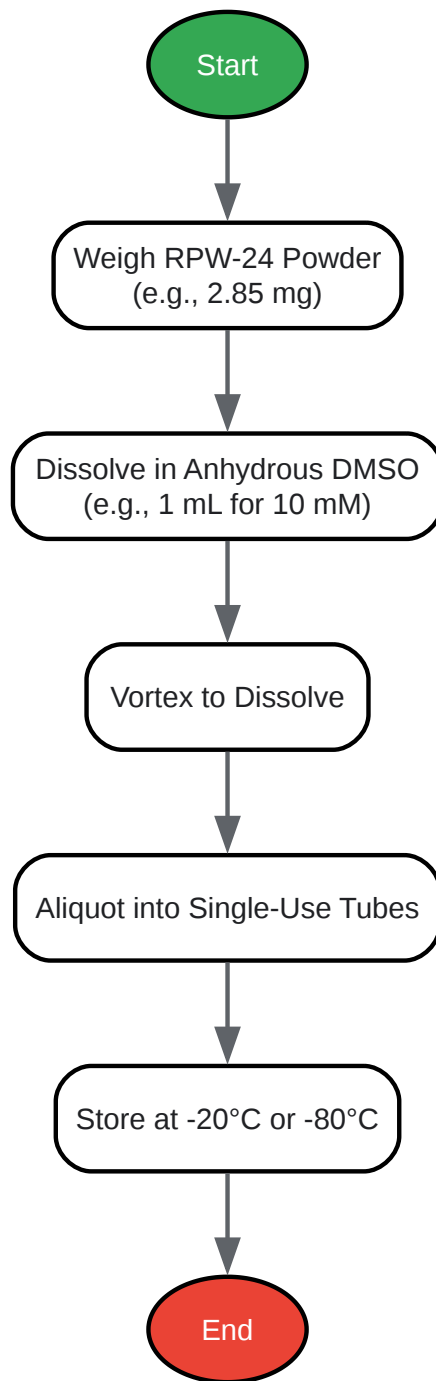 Start
Weigh RPW-24 Powder
(e.g., 2.85 mg)
Dissolve in Anhydrous DMSO
(e.g., 1 mL for 10 mM)
Vortex to Dissolve
Aliquot into Single-Use Tubes
Store at -20°C or -80°C
End